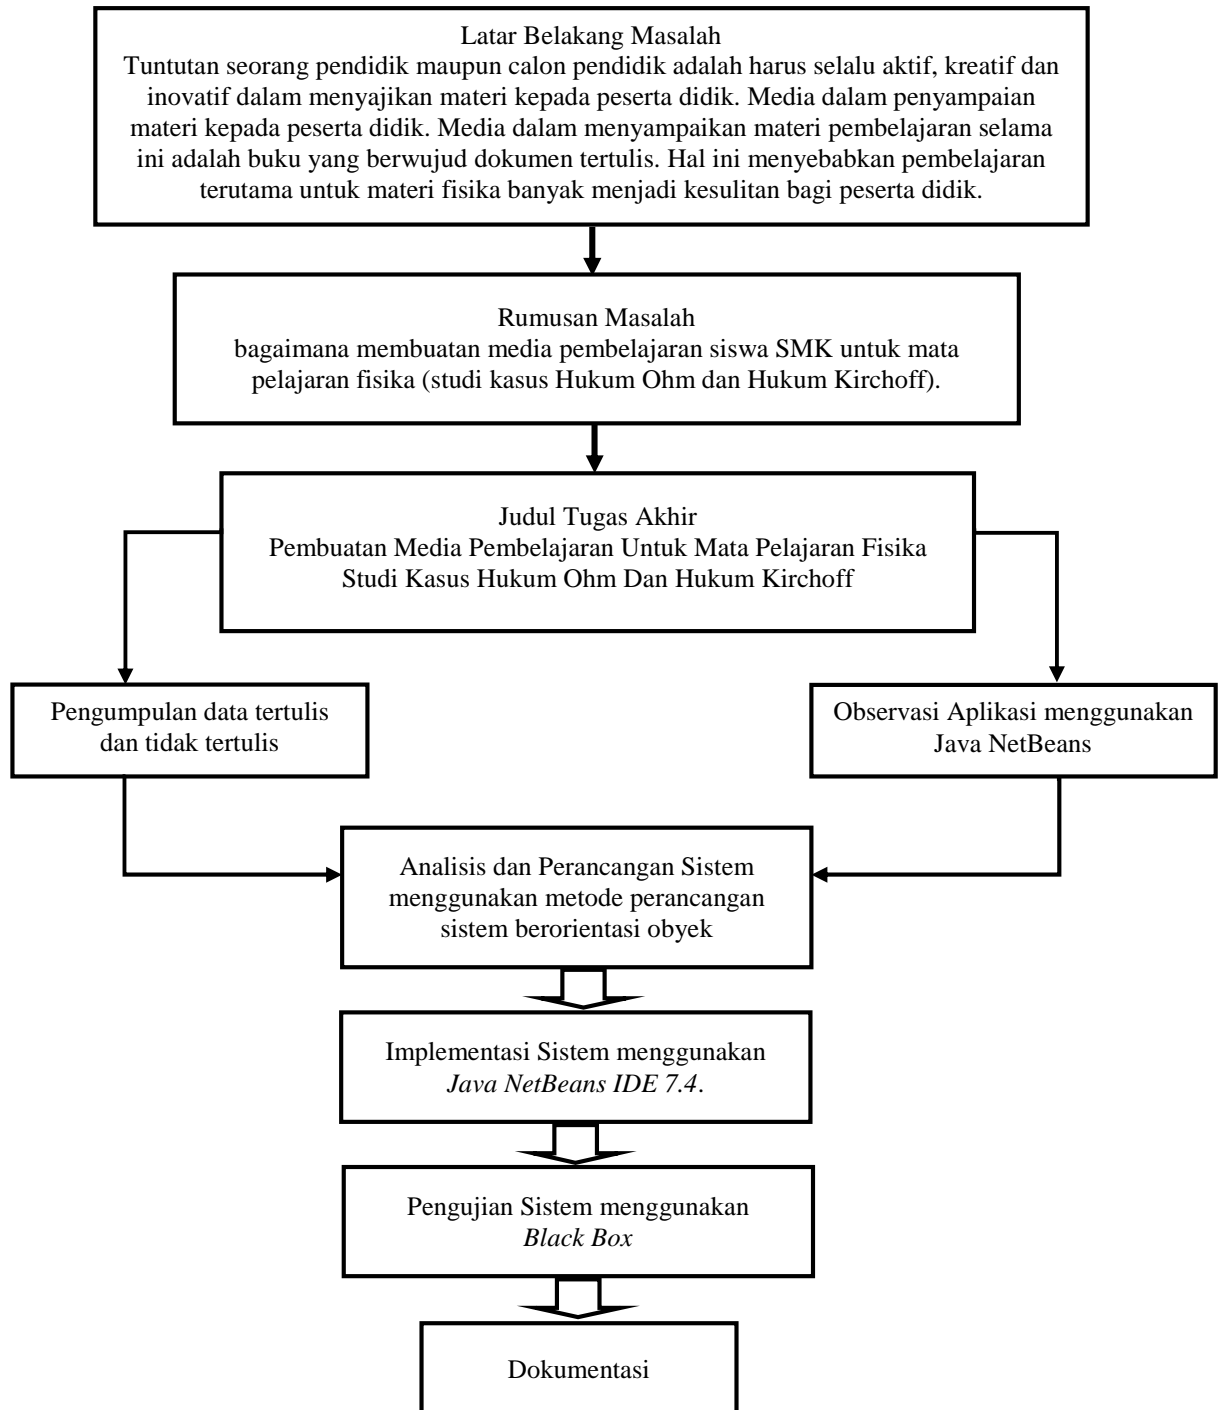 Latar Belakang Masalah
Tuntutan seorang pendidik maupun calon pendidik adalah harus selalu aktif, kreatif dan
inovatif dalam menyajikan materi kepada peserta didik. Media dalam penyampaian
materi kepada peserta didik. Media dalam menyampaikan materi pembelajaran selama
ini adalah buku yang berwujud dokumen tertulis. Hal ini menyebabkan pembelajaran
terutama untuk materi fisika banyak menjadi kesulitan bagi peserta didik.
Rumusan Masalah
bagaimana membuatan media pembelajaran siswa SMK untuk mata
pelajaran fisika (studi kasus Hukum Ohm dan Hukum Kirchoff).
Judul Tugas Akhir
Pembuatan Media Pembelajaran Untuk Mata Pelajaran Fisika
Studi Kasus Hukum Ohm Dan Hukum Kirchoff
Pengumpulan data tertulis
dan tidak tertulis
Observasi Aplikasi menggunakan
Java NetBeans
Analisis dan Perancangan Sistem
menggunakan metode perancangan
sistem berorientasi obyek
Implementasi Sistem menggunakan
Java NetBeans IDE 7.4.
Pengujian Sistem menggunakan
Black Box
Dokumentasi